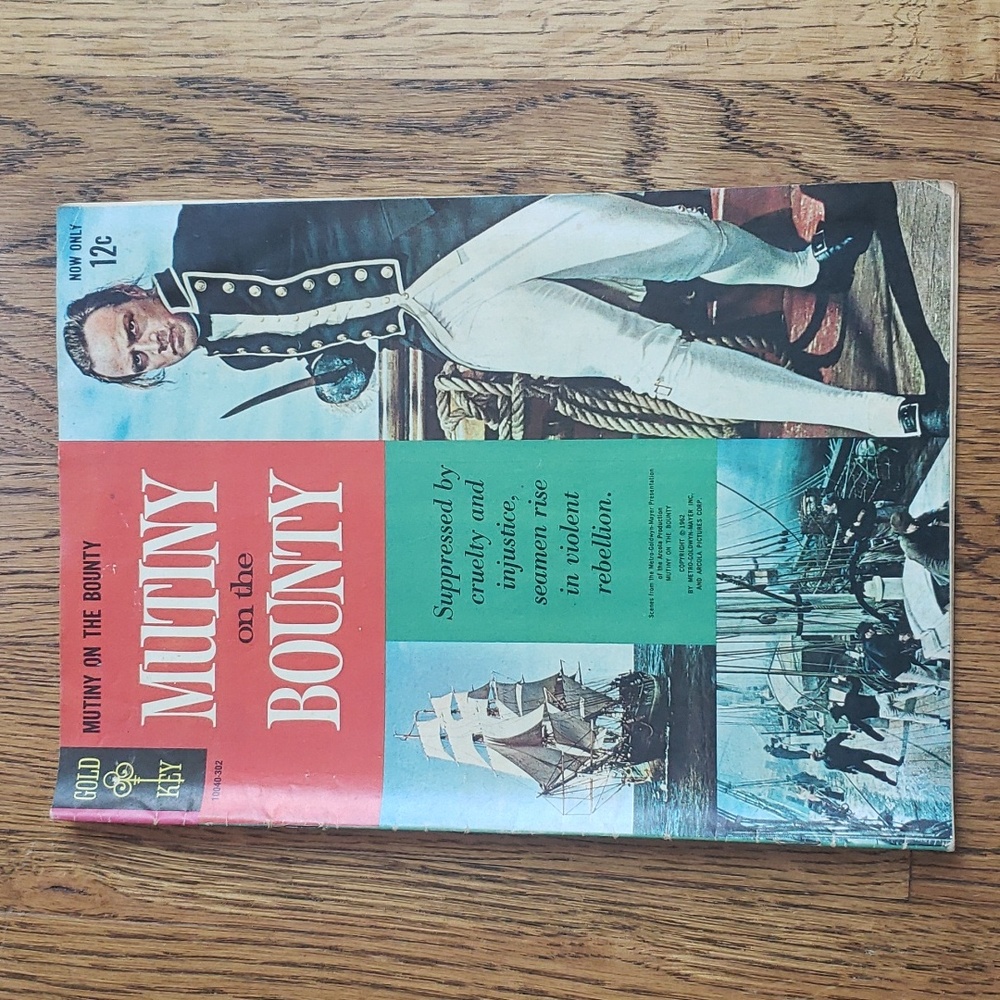 GOLD
KEY
MUTINY ON THE BOUNTY
NOW ONLY
12c
10040-302
MUTINY
on the
BOUNTY
Suppressed by
cruelty and
injustice,
seamen rise
in violent
rebellion.
Scenes from the Metro-Goldwyn-Mayer Presentation
of the Arcola Production
MUTINY ON THE BOUNTY
COPYRIGHT © 1962
BY METRO-GOLDWYN-MAYER INC.
AND ARCOLA PICTURES CORP.